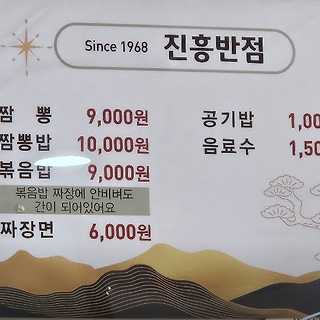 Since 1968 진흥반점
짬 뽕 9,000원
짬뽕밥 10,000원
볶음밥 9,000원
볶음밥 짜장에 안비벼도
간이 되어있어요
짜장면 6,000원
공기밥
음료수